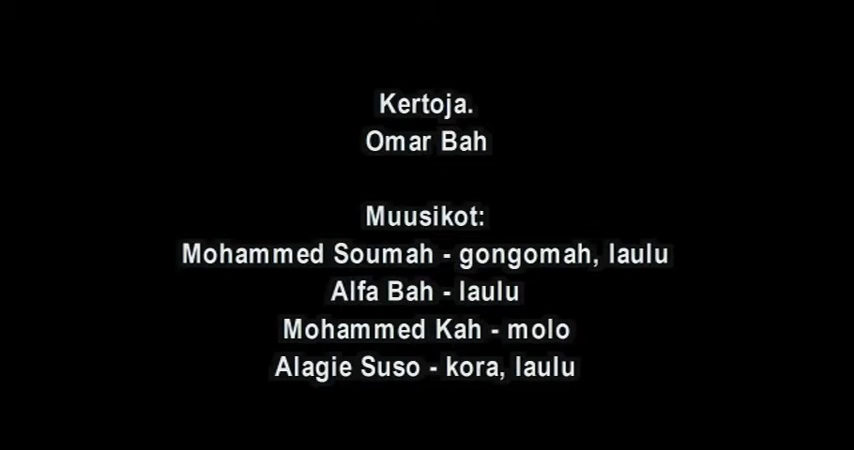 Kertoja.
Omar Bah
Muusikot:
Mohammed Soumah - gongomah, laulu
Alfa Bah - laulu
Mohammed Kah - molo
Alagie Suso - kora, laulu